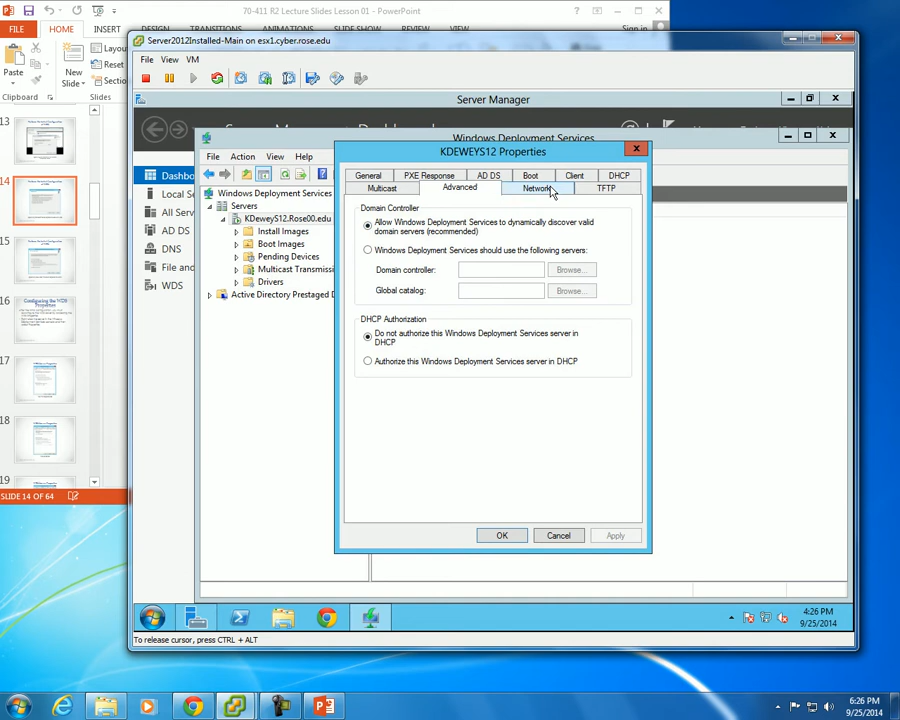 70-411 R2 Lecture Slides Lesson 01 - PowerPoint
FILE
HOME
INSERT
Sign in
Server2012Installed-Main on esx1.cyber.rose.edu
File View VM
Paste
New
Slide
Layout
Reset
Section
Clipboard
Slides
13
14
15
16
17
18
19
SLIDE 14 OF 64
Server Manager
Dashbo
Local Se
All Serv
AD DS
DNS
File and
WDS
Windows Deployment Services
File Action View Help
Windows Deployment Services
Servers
KDeweyS12.Rose00.edu
Install Images
Boot Images
Pending Devices
Multicast Transmissi
Drivers
Active Directory Prestaged D
KDEWEYS12 Properties
General PXE Response AD DS Boot Client DHCP
Multicast Advanced Network TFTP
Domain Controller
Allow Windows Deployment Services to dynamically discover valid
domain servers (recommended)
Windows Deployment Services should use the following servers:
Domain controller: Browse...
Global catalog: Browse...
DHCP Authorization
Do not authorize this Windows Deployment Services server in
DHCP
Authorize this Windows Deployment Services server in DHCP
OK Cancel Apply
4:26 PM
9/25/2014
To release cursor, press CTRL + ALT
6:26 PM
9/25/2014